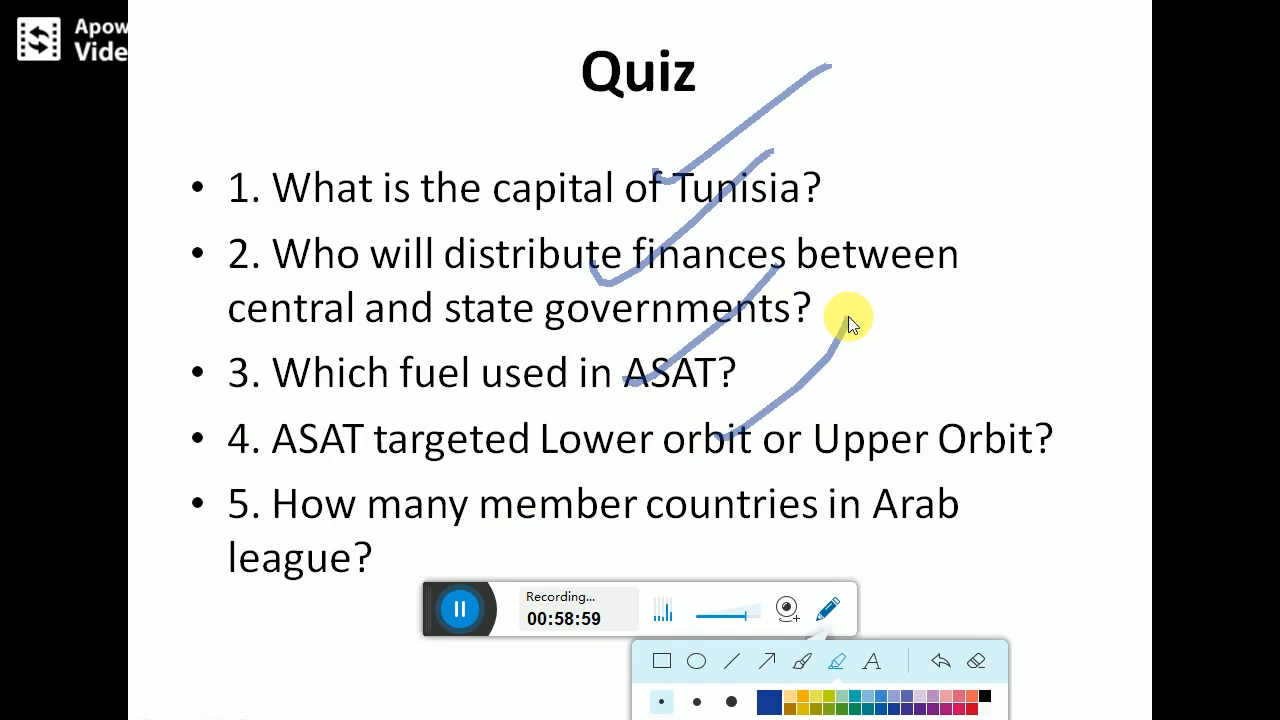 Quiz
• 1. What is the capital of Tunisia?
• 2. Who will distribute finances between
central and state governments?
• 3. Which fuel used in ASAT?
• 4. ASAT targeted Lower orbit or Upper Orbit?
• 5. How many member countries in Arab
league?
Recording...
00:58:59
A